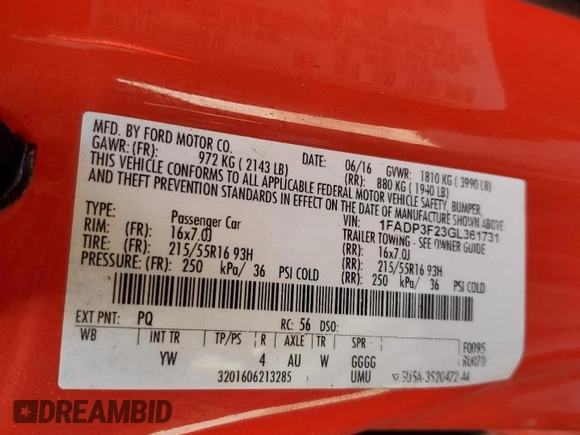 MFD. BY FORD MOTOR CO.
DATE: 06/16 GVWR: 1810 KG ( 3990 LB)
GAWR: (FR): 972 KG ( 2143 LB) (RR): 880 KG ( 1940 LB)
THIS VEHICLE CONFORMS TO ALL APPLICABLE FEDERAL MOTOR VEHICLE SAFETY, BUMPER,
AND THEFT PREVENTION STANDARDS IN EFFECT ON THE DATE OF MANUFACTURE SHOWN ABOVE
VIN: 1FADP3F23GL361731
TYPE: Passenger Car TRAILER TOWING - SEE OWNER GUIDE
RIM: (FR): 16x7.0J (RR): 16x7.0J
TIRE: (FR): 215/55R16 93H (RR): 215/55R16 93H
PRESSURE: (FR): 250 kPa/ 36 PSI COLD (RR): 250 kPa/ 36 PSI COLD
EXT PNT: PQ RC: 56 DSO:
WB INT TR TP/PS R AXLE TR SPR F0095
YW 4 AU W GGGG R0070
3201606213285 UMU
DREAMBID